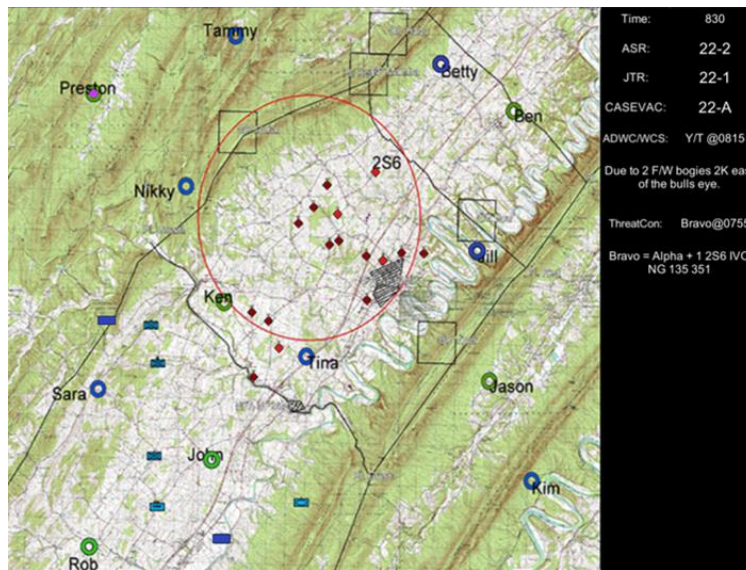 Tammy
Betty
Preston
Ben
2S6
Nikky
Jill
Ken
Tina
Sara
Jason
John
Kim
Rob
Time: 830
ASR: 22-2
JTR: 22-1
CASEVAC: 22-A
ADWC/WCS: Y/T @0815
Due to 2 F/W bogies 2K eas
of the bulls eye.
ThreatCon: Bravo@0755
Bravo = Alpha + 1 2S6 IVO
NG 135 351